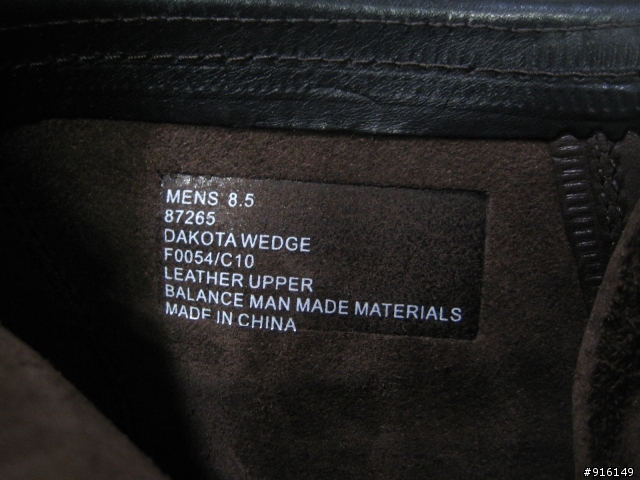 MENS 8.5
87265
DAKOTA WEDGE
F0054/C10
LEATHER UPPER
BALANCE MAN MADE MATERIALS
MADE IN CHINA
#916149